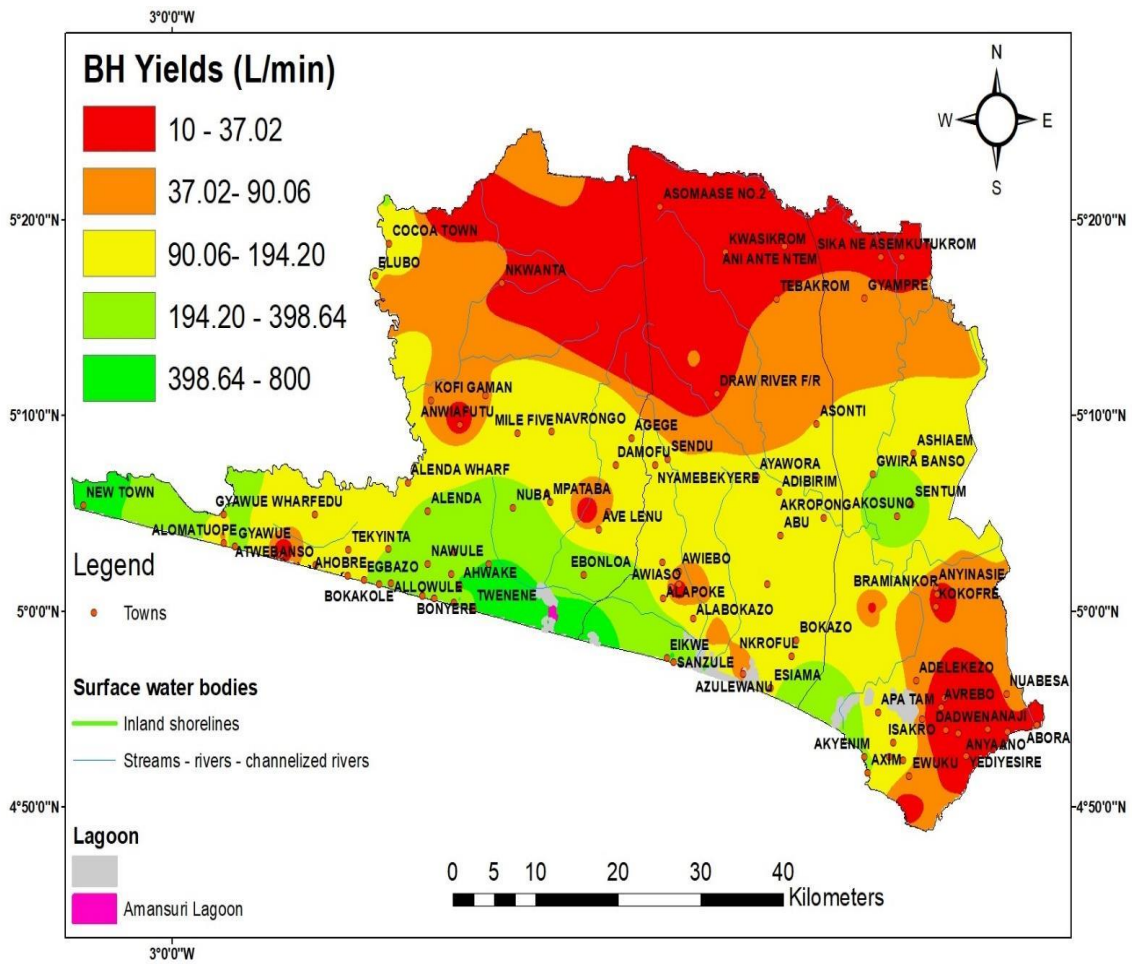 3°0'0"W
BH Yields (L/min)
10 - 37.02
37.02- 90.06
90.06- 194.20
194.20 - 398.64
398.64 - 800
N
W E
S
5°20'0"N 5°20'0"N
ASOMAASE NO.2
COCOA TOWN
KWASIKROM
SIKA NE ASEM KUTUKROM
ANI ANTE NTEM
ELUBO
NKWANTA
TEBAKROM
GYAMPRE
DRAW RIVER F/R
KOFI GAMAN
5°10'0"N 5°10'0"N
ANWIAFUTU
MILE FIVE
NAVRONGO
AGEGE
ASONTI
DAMOFU
SENDU
ASHIAEM
GWIRA BANSO
ALENDA WHARF
NYAMEBEKYERE
AYAWORA
ADIBIRIM
NEW TOWN
GYAWUE WHARFEDU
ALENDA
NUBA
MPATABA
AKROPONG
AKOSUNO
SENTUM
AVE LENU
ABU
ALOMATUOPE
GYAWUE
ATWEBANSO
TEKYINTA
NAWULE
EBONLOA
AWIEBO
Legend
AHOBRE
EGBAZO
AHWAKE
AWIASO
ALAPOKE
BRAMIANKOR
ANYINASIE
KOKOFRE
Towns
BOKAKOLE
ALLOWULE
TWENENE
5°0'0"N 5°0'0"N
BONYERE
ALABOKAZO
BOKAZO
NKROFUL
EIKWE
SANZULE
ADELEKEZO
Surface water bodies
AZULEWANU
ESIAMA
NUABESA
APA TAM
AVREBO
Inland shorelines
DADWEN
ANAJI
AKYENIM
ISAKRO
ABORA
ANYAANO
Streams - rivers - channelized rivers
AXIM
EWUKU
YEDIYESIRE
4°50'0"N 4°50'0"N
Lagoon
Amansuri Lagoon
0 5 10 20 30 40
Kilometers
3°0'0"W